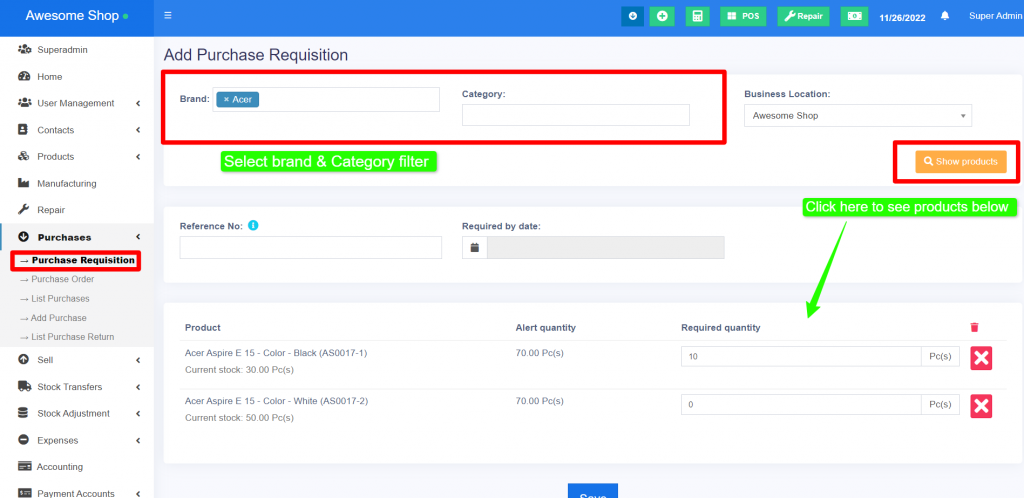 Awesome Shop
POS
Repair
11/26/2022
Super Admin
Superadmin
Home
User Management
Contacts
Products
Manufacturing
Repair
Purchases
→ Purchase Requisition
→ Purchase Order
→ List Purchases
→ Add Purchase
→ List Purchase Return
Sell
Stock Transfers
Stock Adjustment
Expenses
Accounting
Payment Accounts
Add Purchase Requisition
Brand:
× Acer
Category:
Business Location:
Awesome Shop
Select brand & Category filter
Show products
Click here to see products below
Reference No:
Required by date:
Product Alert quantity Required quantity
Acer Aspire E 15 - Color - Black (AS0017-1) 70.00 Pc(s) 10 Pc(s)
Current stock: 30.00 Pc(s)
Acer Aspire E 15 - Color - White (AS0017-2) 70.00 Pc(s) 0 Pc(s)
Current stock: 50.00 Pc(s)
Save